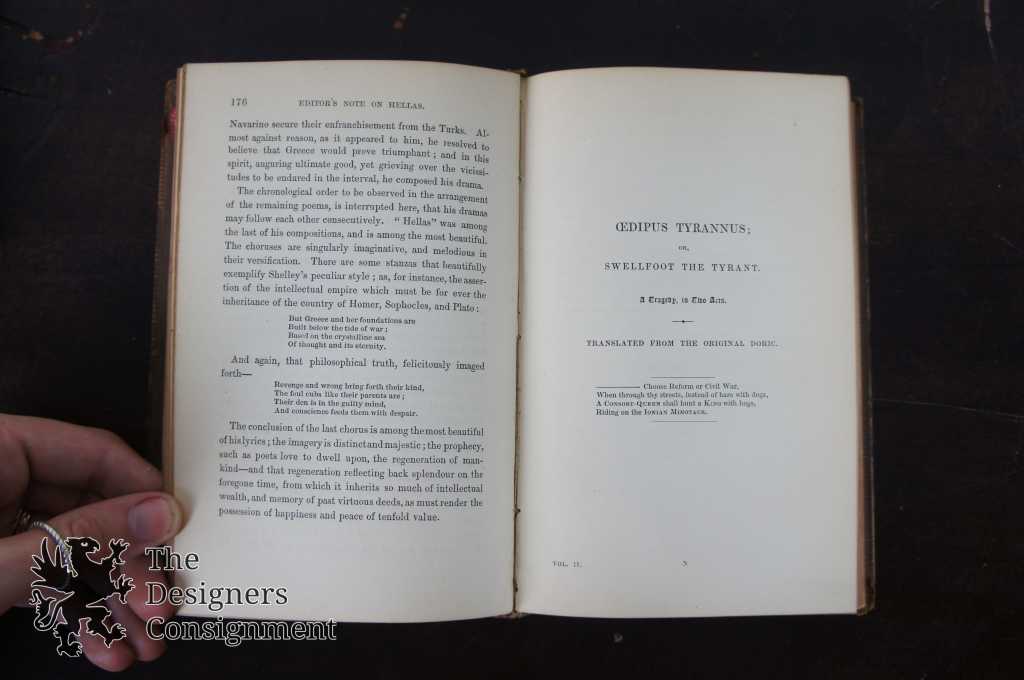 176 EDITOR'S NOTE ON HELLAS.
Navarino secure their enfranchisement from the Turks. Al-
most against reason, as it appeared to him, he resolved to
believe that Greece would prove triumphant; and in this
spirit, auguring ultimate good, yet grieving over the vicissi-
tudes to be endured in the interval, he composed his drama.
The chronological order to be observed in the arrangement
of the remaining poems, is interrupted here, that his dramas
may follow each other consecutively. "Hellas" was among
the last of his compositions, and is among the most beautiful.
The choruses are singularly imaginative, and melodious in
their versification. There are some stanzas that beautifully
exemplify Shelley's peculiar style; as, for instance, the asser-
tion of the intellectual empire which must be for ever the
inheritance of the country of Homer, Sophocles, and Plato:
But Greece and her foundations are
Built below the tide of war;
Based on the crystalline sea
Of thought and its eternity.
And again, that philosophical truth, felicitously imaged
forth—
Revenge and wrong bring forth their kind,
The foul cubs like their parents are;
Their den is in the guilty mind,
And conscience feeds them with despair.
The conclusion of the last chorus is among the most beautiful
of his lyrics; the imagery is distinct and majestic; the prophecy,
such as poets love to dwell upon, the regeneration of man-
kind—and that regeneration reflecting back splendour on the
foregone time, from which it inherits so much of intellectual
wealth, and memory of past virtuous deeds, as must render the
possession of happiness and peace of tenfold value.
ŒDIPUS TYRANNUS;
OR,
SWELLFOOT THE TYRANT.
A Tragedy, in Two Acts.
TRANSLATED FROM THE ORIGINAL DORIC.
———— Choose Reform or Civil War,
When through thy streets, instead of hare with dogs,
A CONSORT-QUEEN shall hunt a KING with hogs,
Riding on the IONIAN MINOTAUR.
VOL. II. N
The
Designers
Consignment